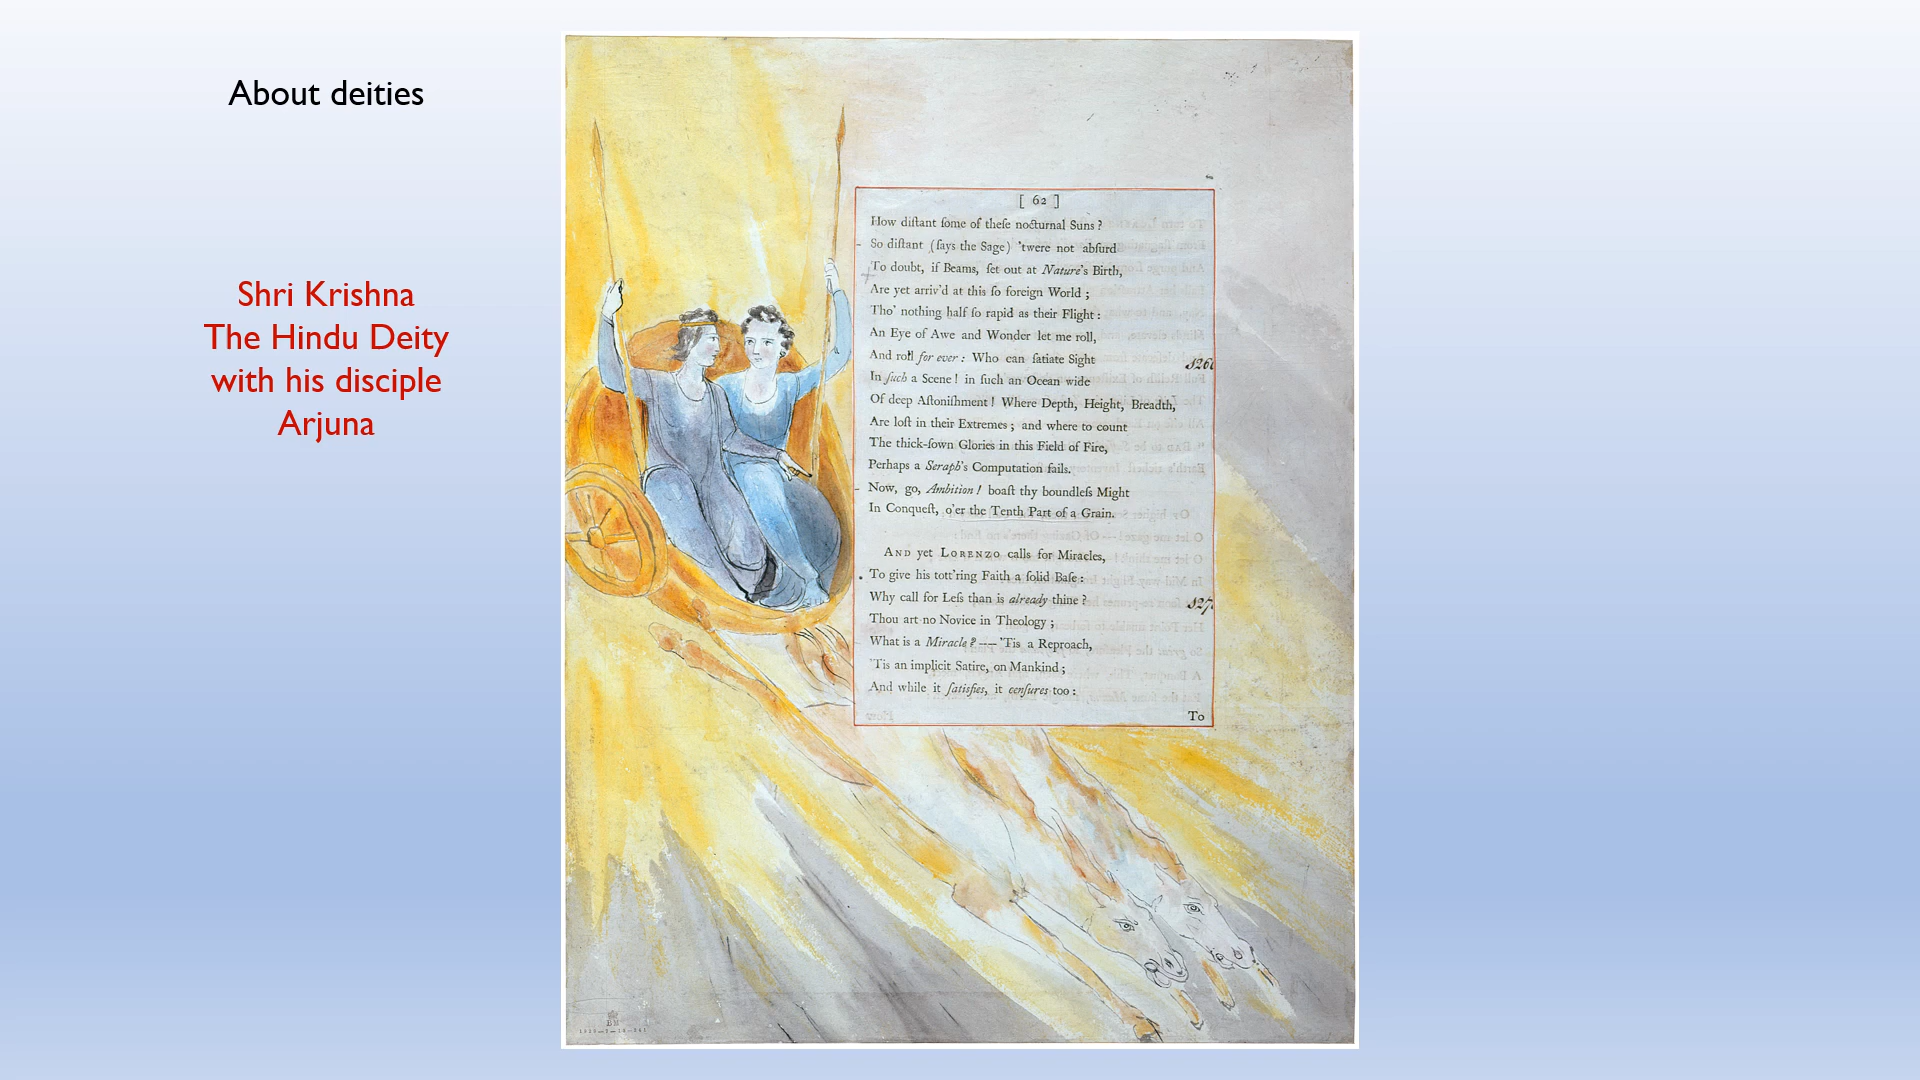 About deities
Shri Krishna
The Hindu Deity
with his disciple
Arjuna
[ 62 ]
How diſtant ſome of theſe nocturnal Suns?
So diſtant (ſays the Sage) 'twere not abſurd
To doubt, if Beams, ſet out at Nature's Birth,
Are yet arriv'd at this ſo foreign World;
Tho' nothing half ſo rapid as their Flight:
An Eye of Awe and Wonder let me roll,
And roll for ever: Who can ſatiate Sight
In ſuch a Scene! in ſuch an Ocean wide
Of deep Aſtoniſhment! Where Depth, Height, Breadth,
Are loſt in their Extremes; and where to count
The thick-ſown Glories in this Field of Fire,
Perhaps a Seraph's Computation fails.
Now, go, Ambition! boaſt thy boundleſs Might
In Conqueſt, o'er the Tenth Part of a Grain.
AND yet LORENZO calls for Miracles,
To give his tott'ring Faith a ſolid Baſe:
Why call for Leſs than is already thine?
Thou art no Novice in Theology;
What is a Miracle?---'Tis a Reproach,
'Tis an implicit Satire, on Mankind;
And while it ſatisfies, it cenſures too:
To